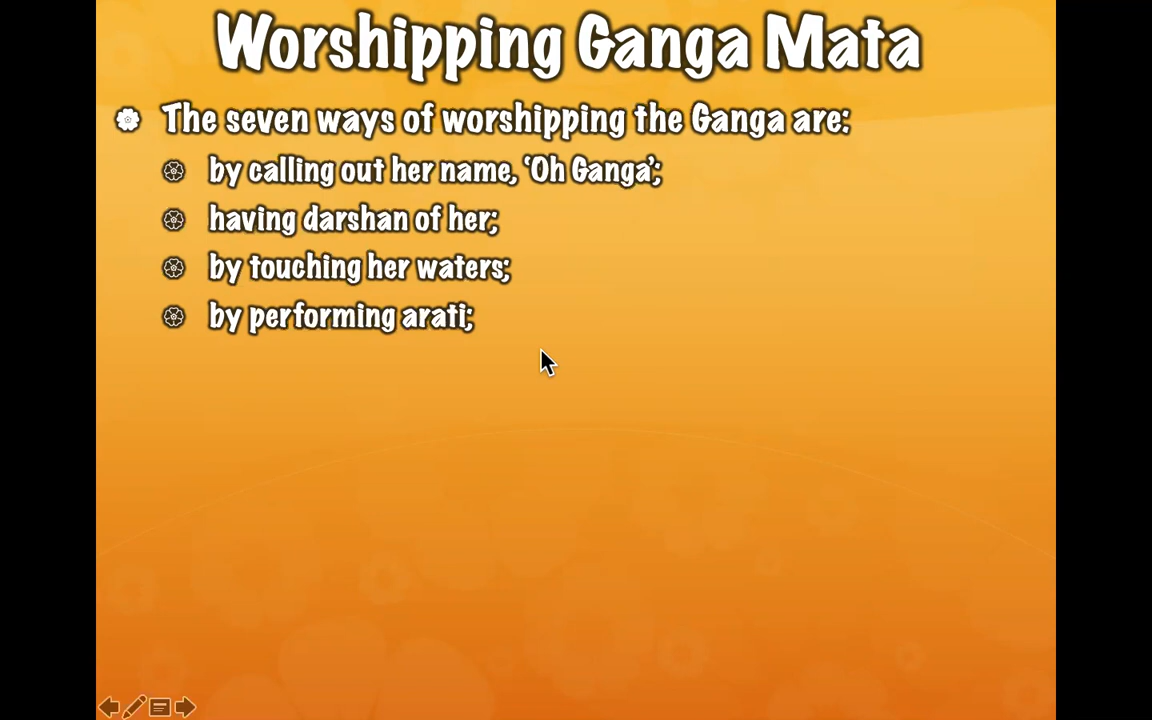 Worshipping Ganga Mata
The seven ways of worshipping the Ganga are:
by calling out her name, ‘Oh Ganga’;
having darshan of her;
by touching her waters;
by performing arati;